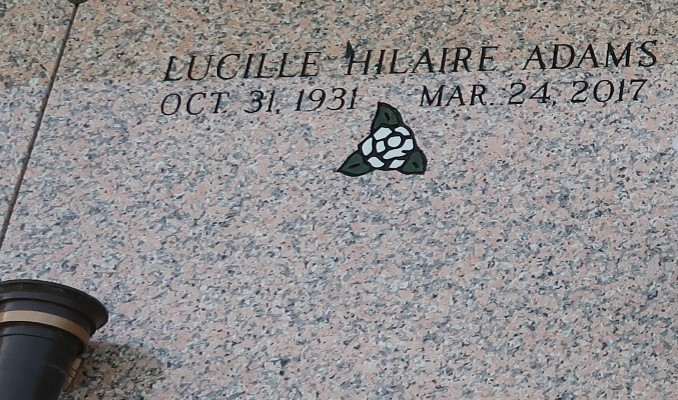 LUCILLE HILAIRE ADAMS
OCT. 31, 1931 MAR. 24, 2017